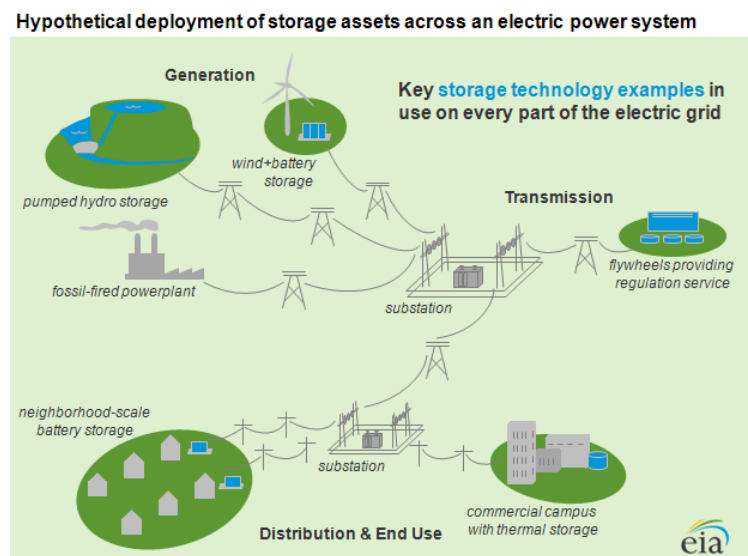 Hypothetical deployment of storage assets across an electric power system
Generation
Key storage technology examples in
use on every part of the electric grid
wind+battery
storage
pumped hydro storage
Transmission
fossil-fired powerplant
substation
flywheels providing
regulation service
neighborhood-scale
battery storage
substation
commercial campus
with thermal storage
Distribution & End Use
eia